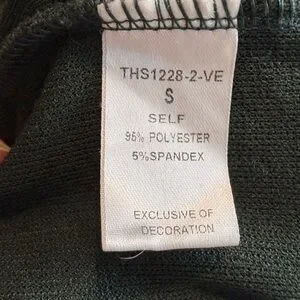 THS1228-2-VE
S
SELF
95% POLYESTER
5%SPANDEX
EXCLUSIVE OF
DECORATION